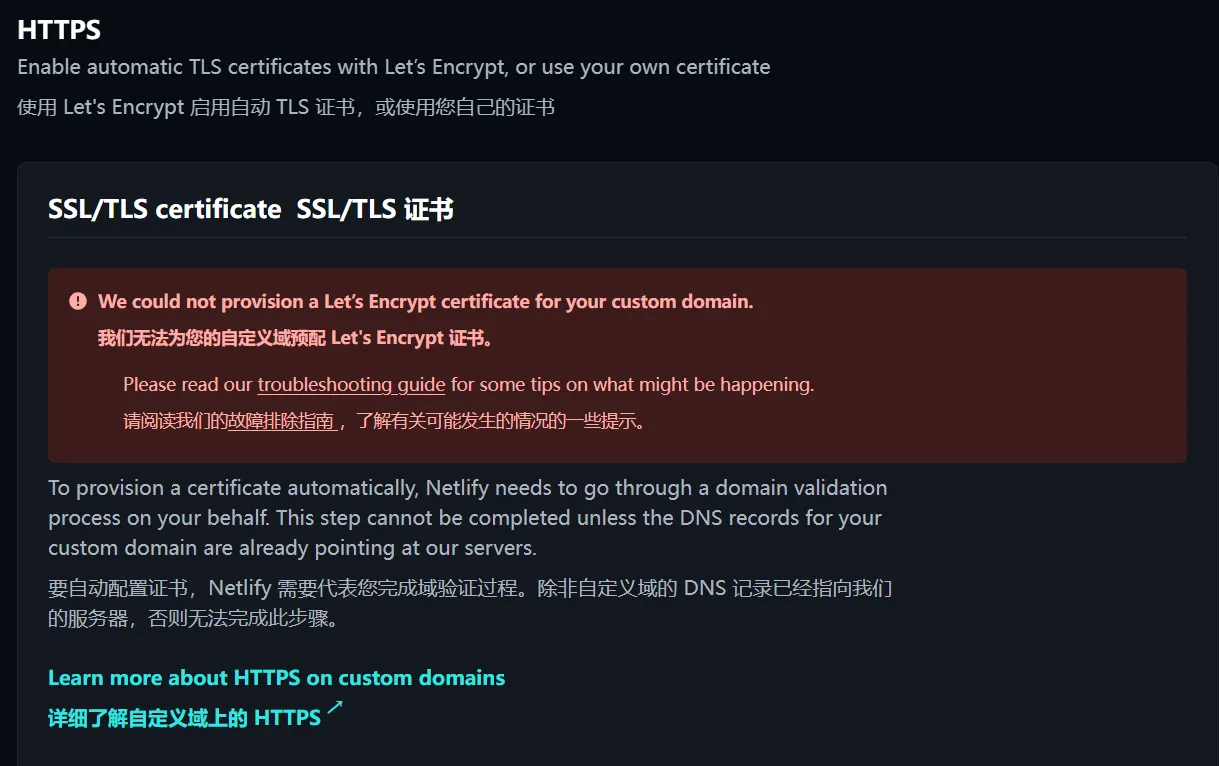 HTTPS
Enable automatic TLS certificates with Let’s Encrypt, or use your own certificate
使用 Let's Encrypt 启用自动 TLS 证书，或使用您自己的证书
SSL/TLS certificate SSL/TLS 证书
We could not provision a Let’s Encrypt certificate for your custom domain.
我们无法为您的自定义域预配 Let's Encrypt 证书。
Please read our troubleshooting guide for some tips on what might be happening.
请阅读我们的故障排除指南 ，了解有关可能发生的情况的一些提示。
To provision a certificate automatically, Netlify needs to go through a domain validation
process on your behalf. This step cannot be completed unless the DNS records for your
custom domain are already pointing at our servers.
要自动配置证书，Netlify 需要代表您完成域验证过程。除非自定义域的 DNS 记录已经指向我们
的服务器，否则无法完成此步骤。
Learn more about HTTPS on custom domains
详细了解自定义域上的 HTTPS